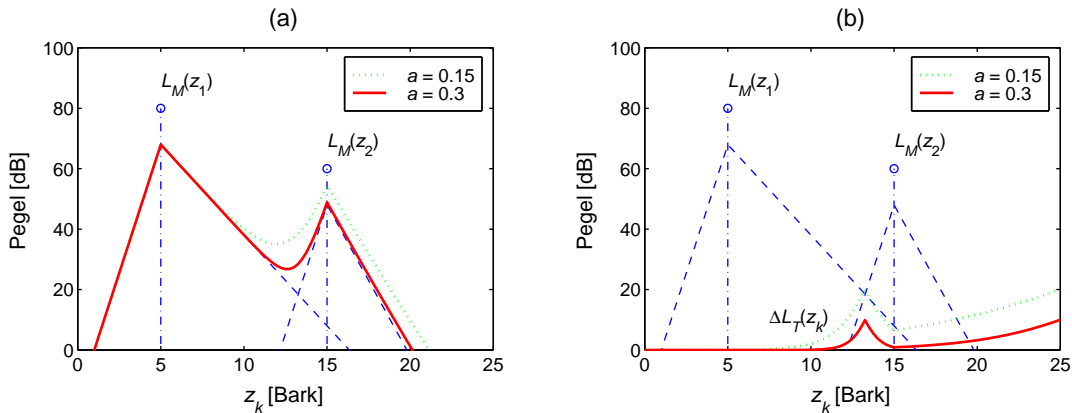 (a)
100
80
60
40
20
0
Pegel [dB]
L_M(z_1)
L_M(z_2)
a = 0.15
a = 0.3
0 5 10 15 20 25
z_k [Bark]
(b)
100
80
60
40
20
0
Pegel [dB]
L_M(z_1)
L_M(z_2)
ΔL_T(z_k)
a = 0.15
a = 0.3
0 5 10 15 20 25
z_k [Bark]